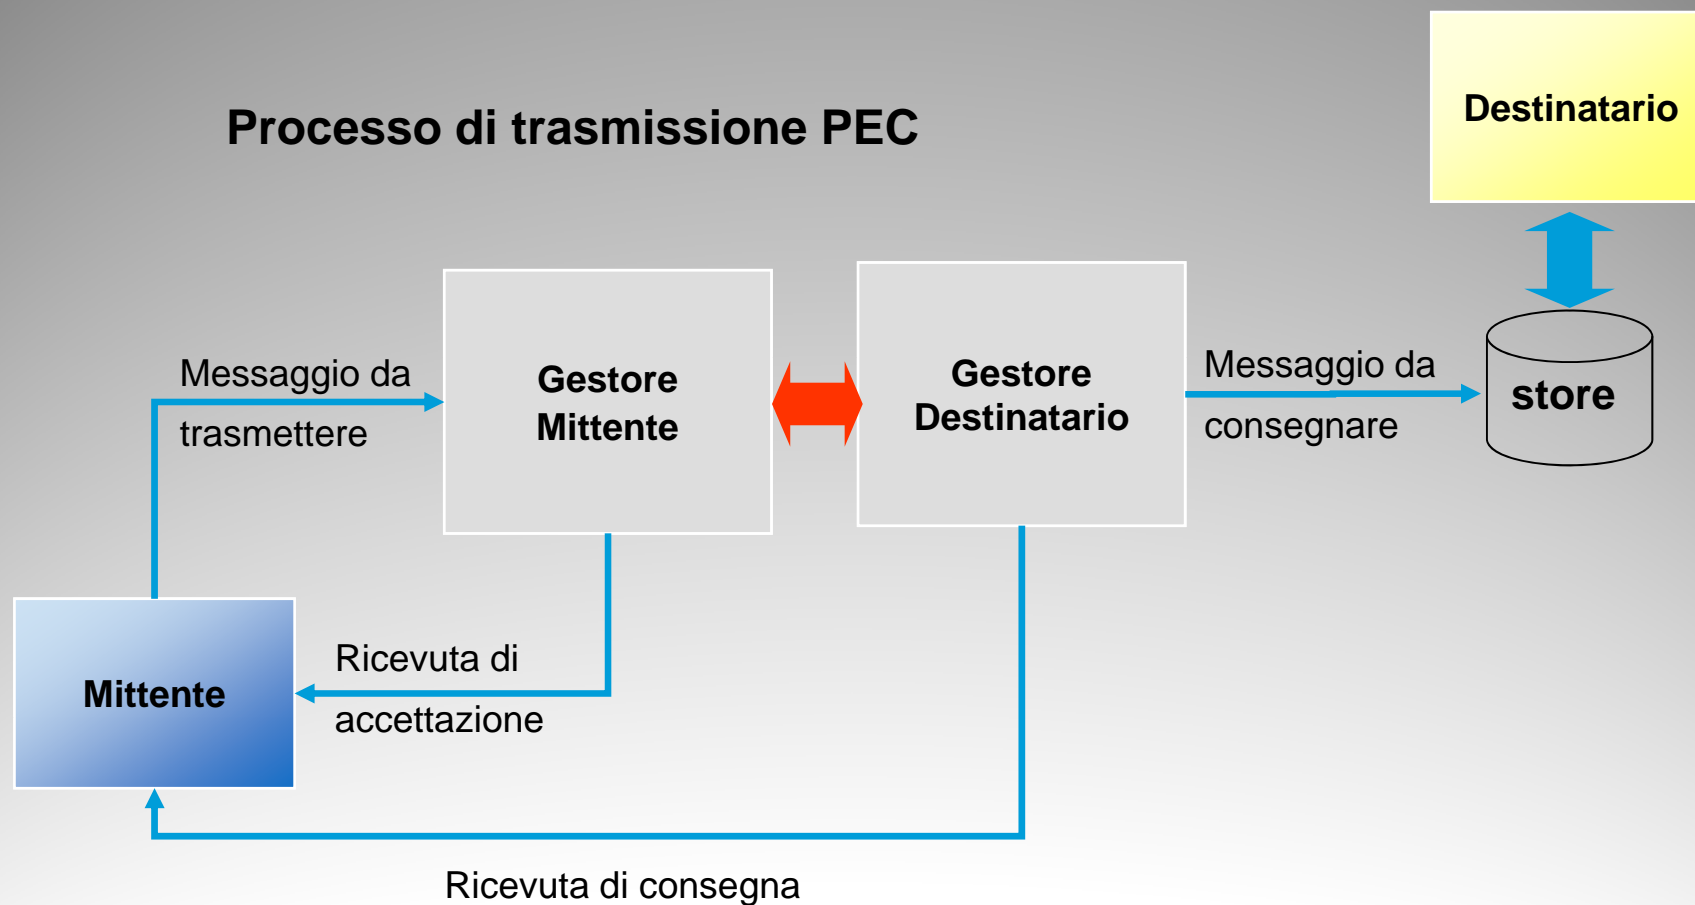 Destinatario
Processo di trasmissione PEC
Messaggio da
trasmettere
Gestore
Mittente
Gestore
Destinatario
Messaggio da
consegnare
store
Mittente
Ricevuta di
accettazione
Ricevuta di consegna